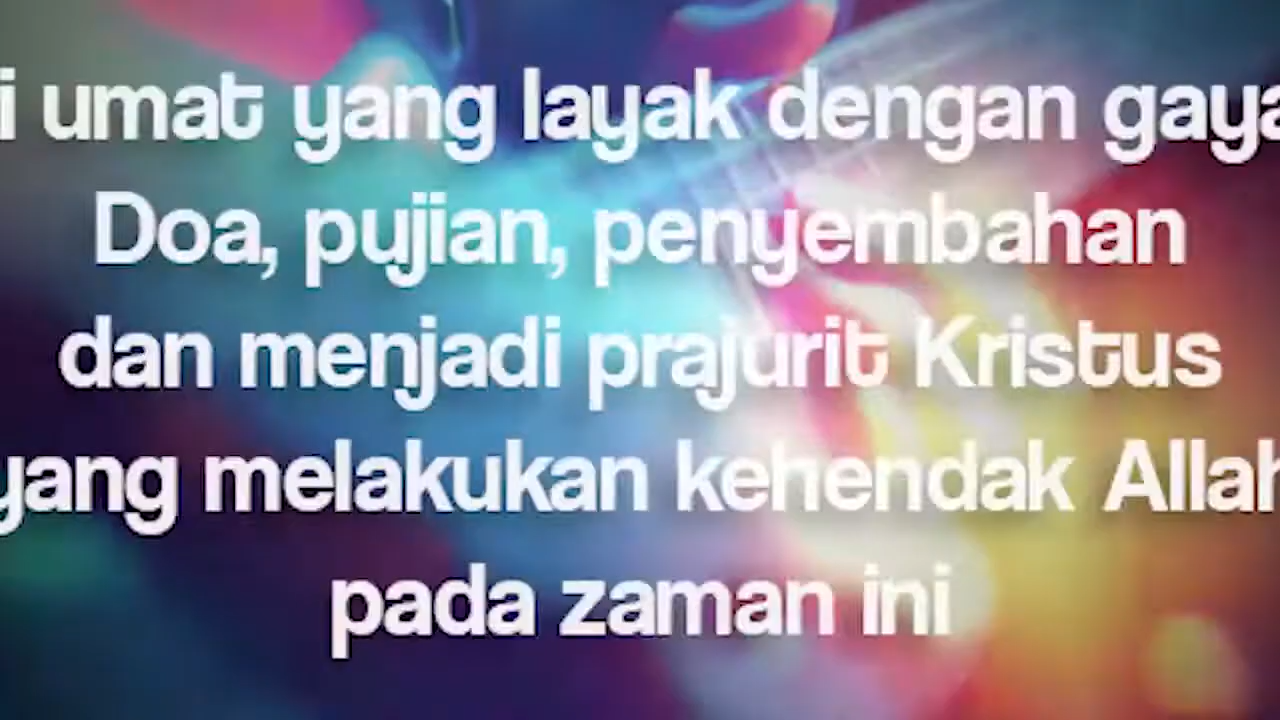 i umat yang layak dengan gaya
Doa, pujian, penyembahan
dan menjadi prajurit Kristus
yang melakukan kehendak Allah
pada zaman ini